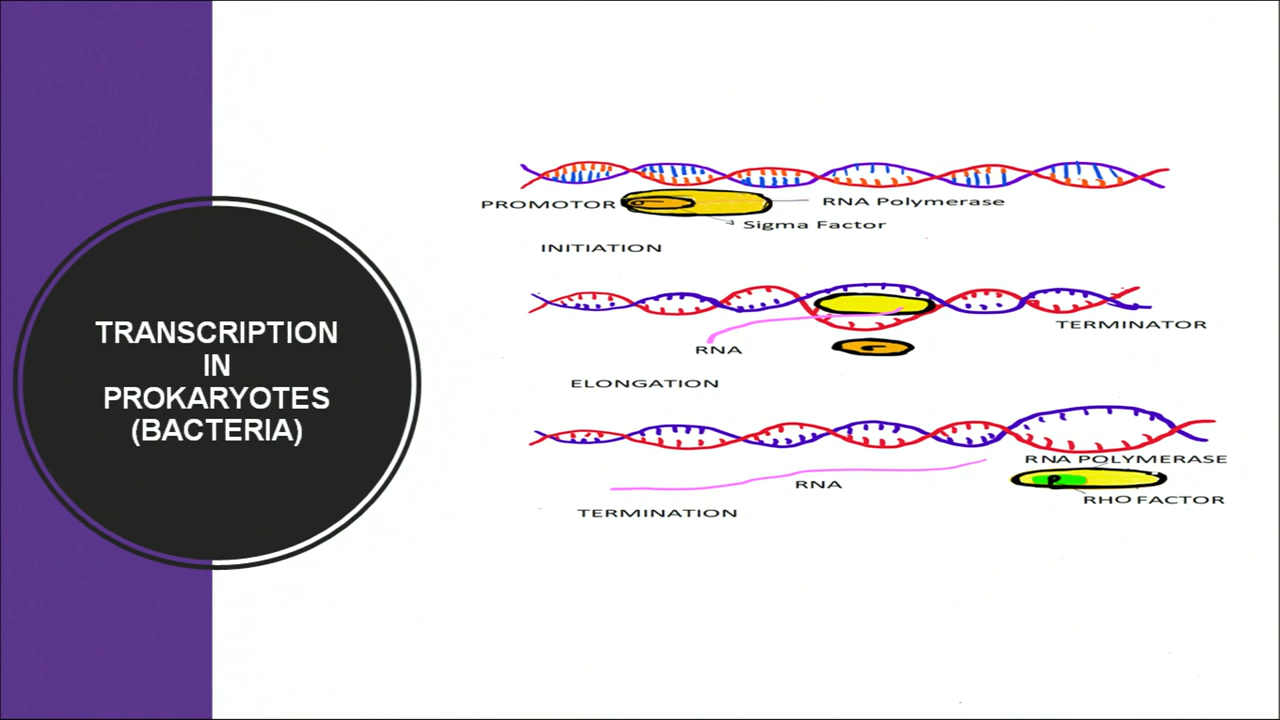 TRANSCRIPTION
IN
PROKARYOTES
(BACTERIA)
PROMOTOR
RNA Polymerase
Sigma Factor
INITIATION
TERMINATOR
RNA
ELONGATION
RNA POLYMERASE
RNA
RHO FACTOR
TERMINATION